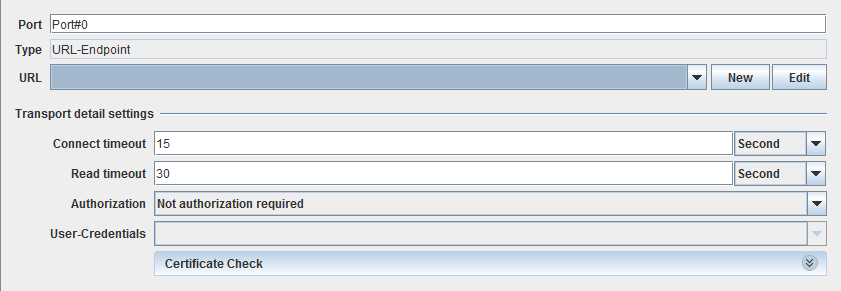 Port Port#0
Type URL-Endpoint
URL New Edit
Transport detail settings
Connect timeout 15 Second
Read timeout 30 Second
Authorization Not authorization required
User-Credentials
Certificate Check